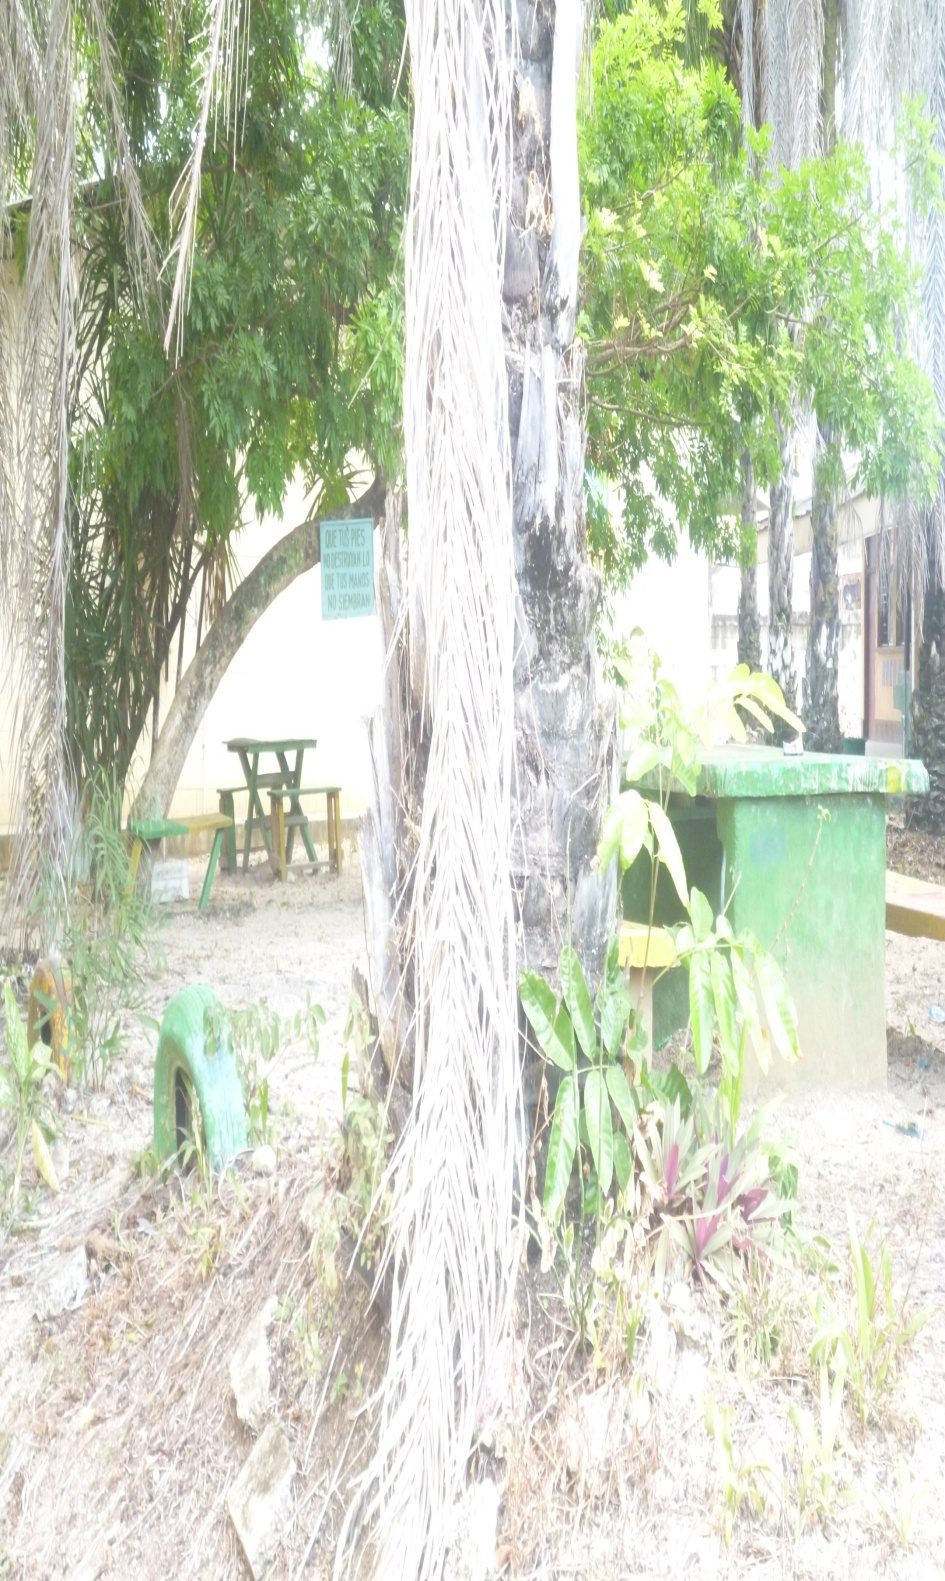 QUE TUS PIES
NO DESTRUYAN LO
QUE TUS MANOS
NO SIEMBRAN